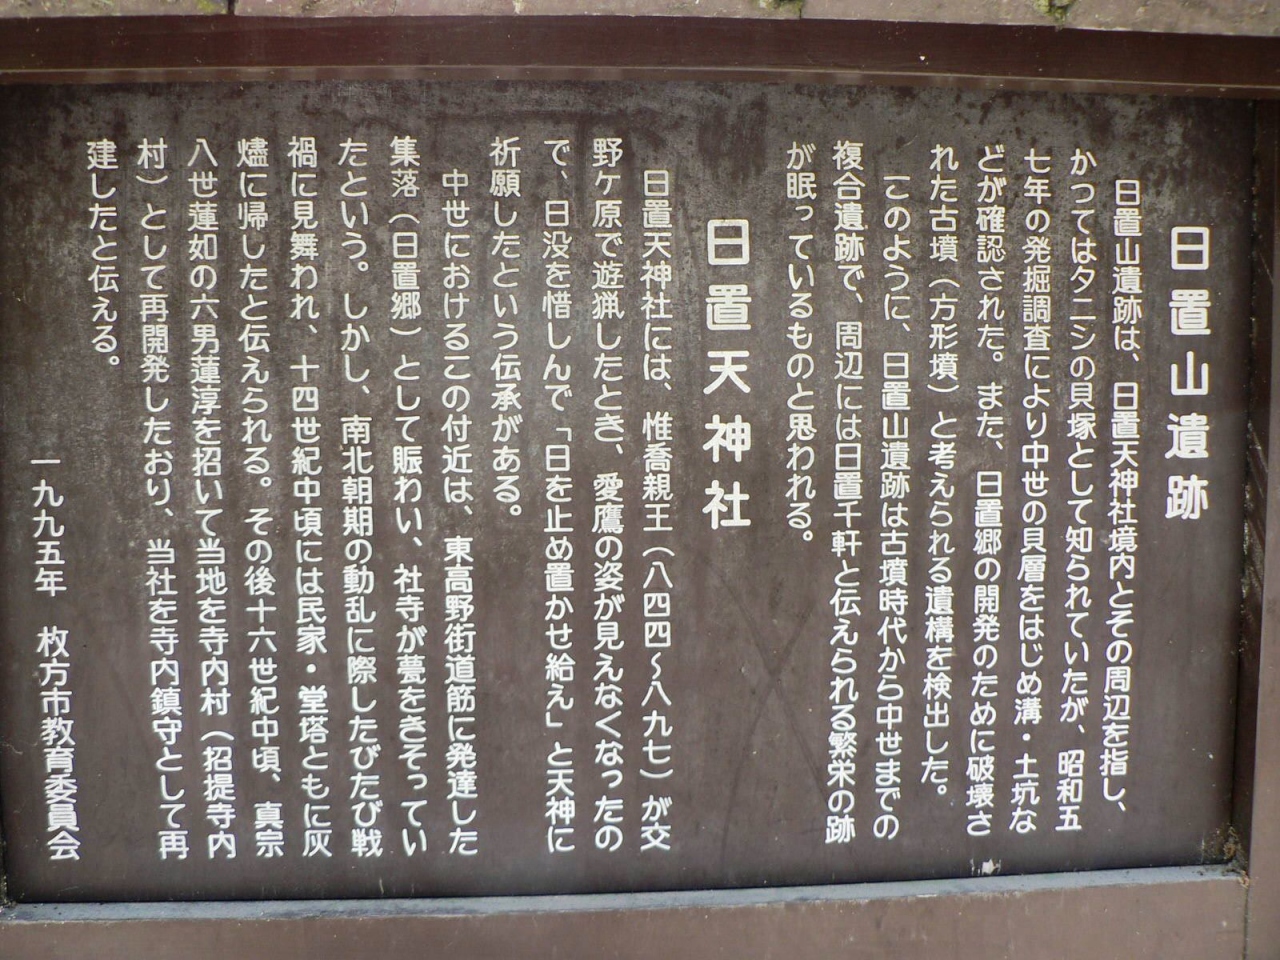 日置山遺跡
日置山遺跡は、日置天神社境内とその周辺を指し、
かつてはタニシの貝塚として知られていたが、昭和五
七年の発掘調査により中世の貝層をはじめ溝・土坑な
どが確認された。また、日置郷の開発のために破壊さ
れた古墳（方形墳）と考えられる遺構を検出した。
このように、日置山遺跡は古墳時代から中世までの
複合遺跡で、周辺には日置千軒と伝えられる繁栄の跡
が眠っているものと思われる。
日置天神社
日置天神社には、惟喬親王（八四四～八九七）が交
野ケ原で遊猟したとき、愛鷹の姿が見えなくなったの
で、日没を惜しんで「日を止め置かせ給え」と天神に
祈願したという伝承がある。
中世におけるこの付近は、東高野街道筋に発達した
集落（日置郷）として賑わい、社寺が甍をきそってい
たという。しかし、南北朝期の動乱に際したびたび戦
禍に見舞われ、十四世紀中頃には民家・堂塔ともに灰
燼に帰したと伝えられる。その後十六世紀中頃、真宗
八世蓮如の六男蓮淳を招いて当地を寺内村（招提寺内
村）として再開発したおり、当社を寺内鎮守として再
建したと伝える。
一九九五年　枚方市教育委員会